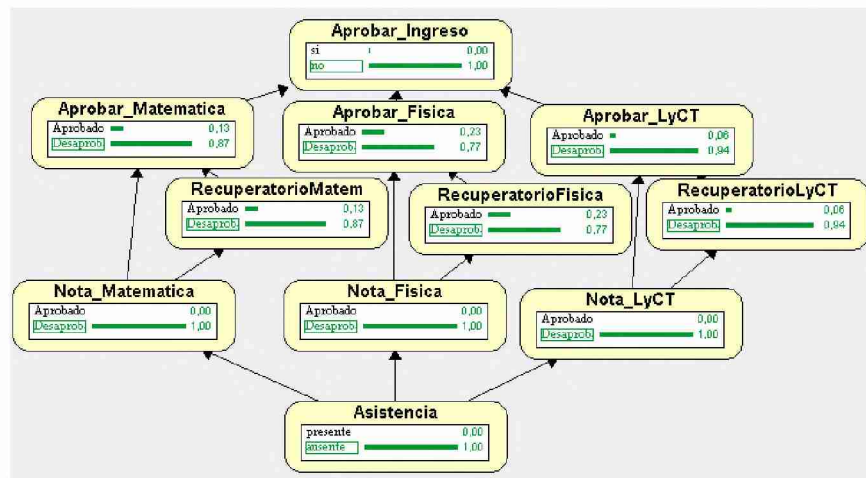 Aprobar_Ingreso
si 0,00
no 1,00
Aprobar_Matematica
Aprobado 0,13
Desaprob. 0,87
Aprobar_Fisica
Aprobado 0,23
Desaprob. 0,77
Aprobar_LyCT
Aprobado 0,06
Desaprob. 0,94
RecuperatorioMatem
Aprobado 0,13
Desaprob. 0,87
RecuperatorioFisica
Aprobado 0,23
Desaprob. 0,77
RecuperatorioLyCT
Aprobado 0,06
Desaprob. 0,94
Nota_Matematica
Aprobado 0,00
Desaprob. 1,00
Nota_Fisica
Aprobado 0,00
Desaprob. 1,00
Nota_LyCT
Aprobado 0,00
Desaprob. 1,00
Asistencia
presente 0,00
ausente 1,00